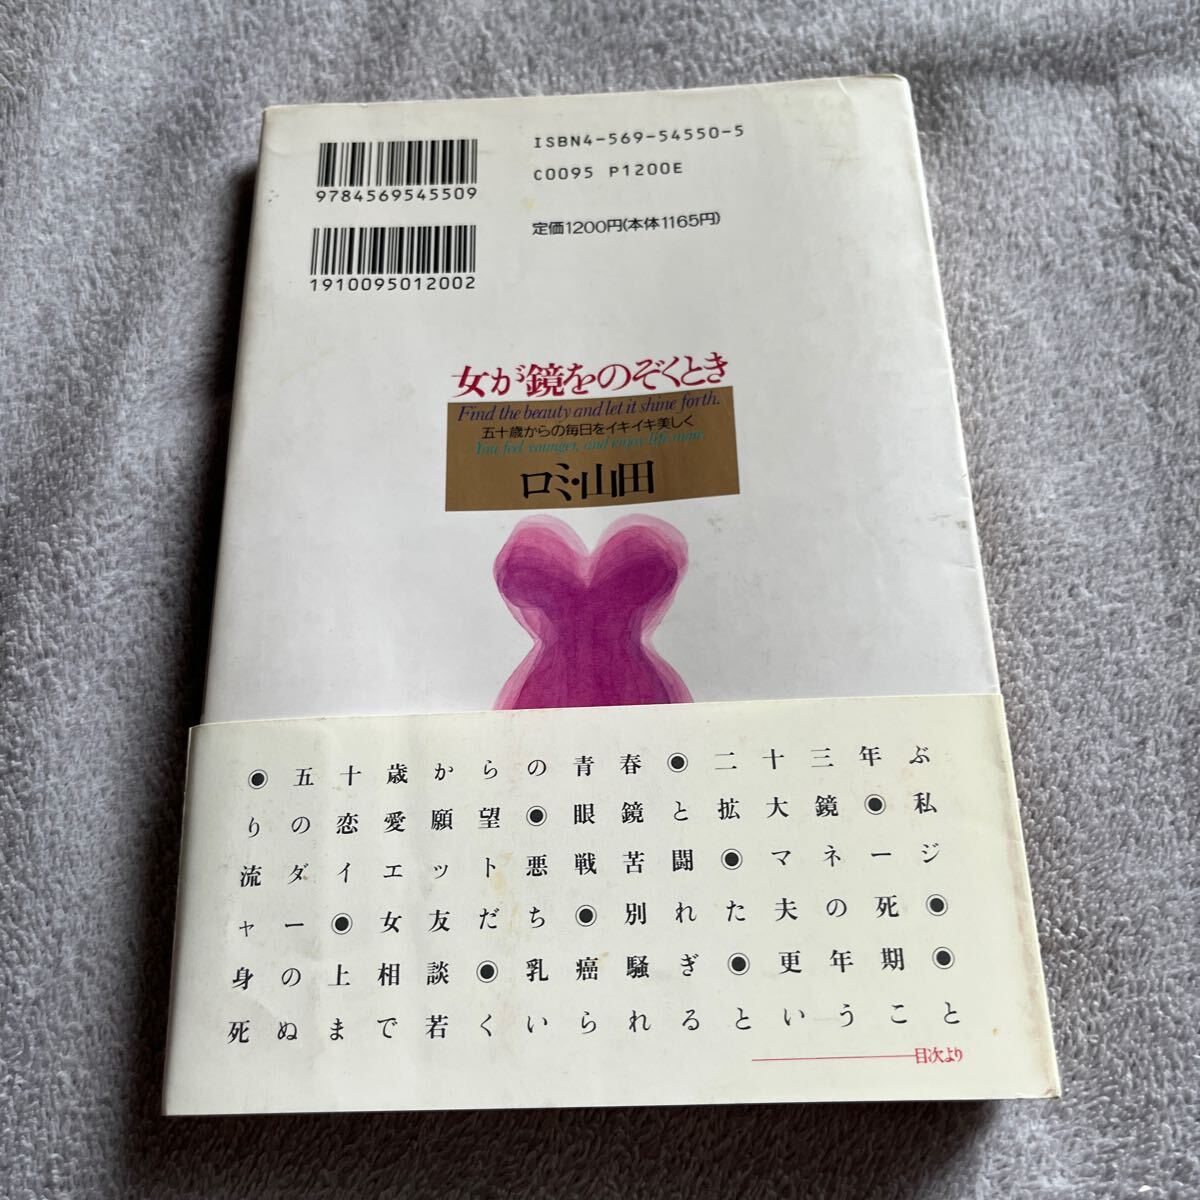 ISBN4-569-54550-5
9784569545509
C0095 P1200E
定価1200円(本体1165円)
1910095012002
女が鏡をのぞくとき
Find the beauty and let it shine forth.
五十歳からの毎日をイキイキ美しく
You feel younger, and enjoy life more.
ロミ・山田
◉五十歳からの青春◉二十三年ぶ
りの恋愛願望◉眼鏡と拡大鏡◉私
流ダイエット悪戦苦闘◉マネージ
ャー◉女友だち◉別れた夫の死◉
身の上相談◉乳癌騒ぎ◉更年期◉
死ぬまで若くいられるということ
目次より